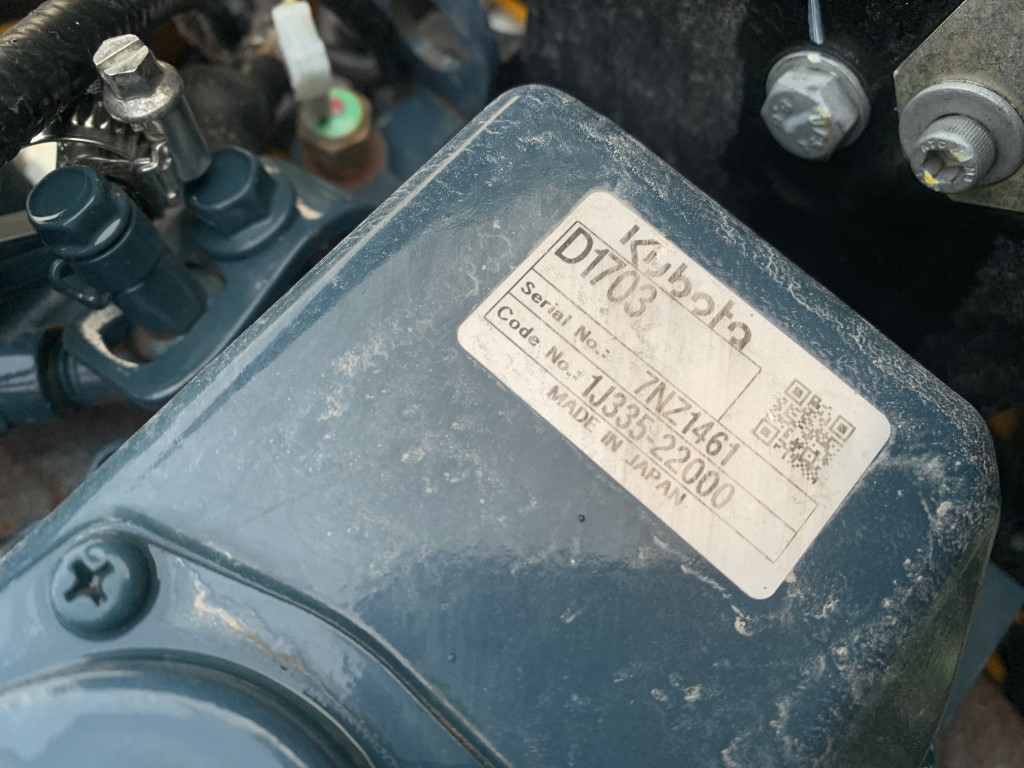 Kubota
D1703
Serial No.: 7NZ1461
Code No.: 1J335-22000
MADE IN JAPAN